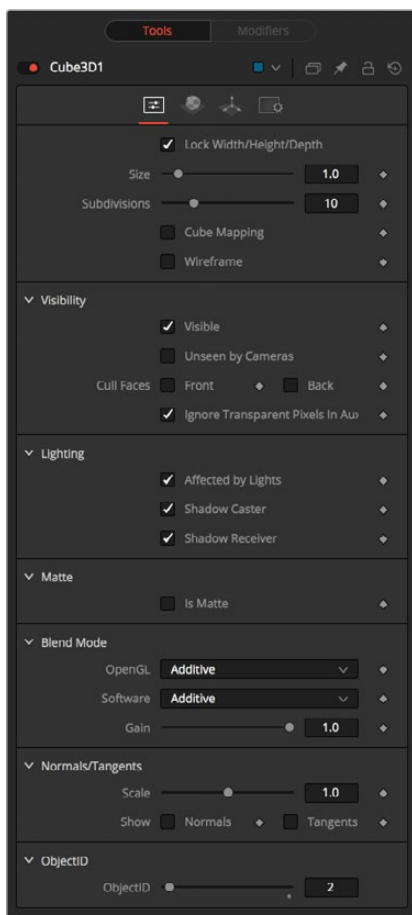 Tools Modifiers
Cube3D1
Lock Width/Height/Depth
Size 1.0
Subdivisions 10
Cube Mapping
Wireframe
Visibility
Visible
Unseen by Cameras
Cull Faces Front Back
Ignore Transparent Pixels In Aux
Lighting
Affected by Lights
Shadow Caster
Shadow Receiver
Matte
Is Matte
Blend Mode
OpenGL Additive
Software Additive
Gain 1.0
Normals/Tangents
Scale 1.0
Show Normals Tangents
ObjectID
ObjectID 2